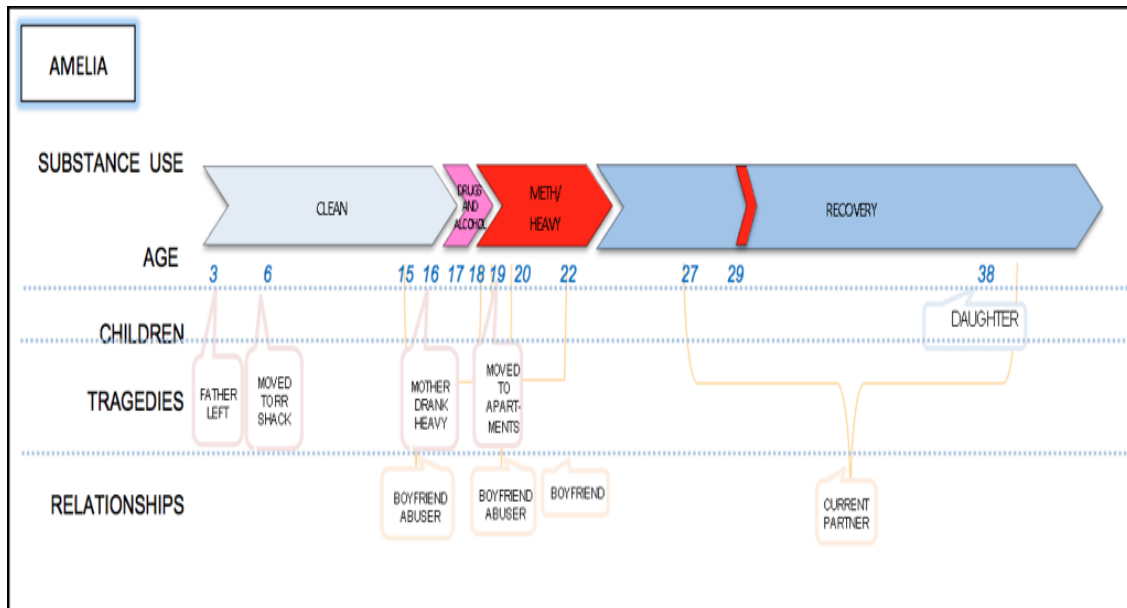 AMELIA
SUBSTANCE USE
CLEAN
DRUGS
AND
ALCOHOL
METH/
HEAVY
RECOVERY
AGE
3 6 15 16 17 18 19 20 22 27 29 38
CHILDREN
DAUGHTER
TRAGEDIES
FATHER
LEFT
MOVED
TO RR
SHACK
MOTHER
DRANK
HEAVY
MOVED
TO
APART-
MENTS
RELATIONSHIPS
BOYFRIEND
ABUSER
BOYFRIEND
ABUSER
BOYFRIEND
CURRENT
PARTNER